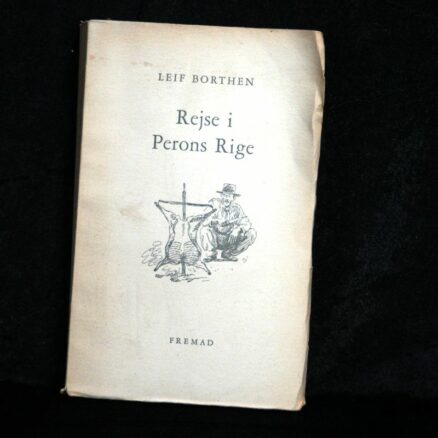 LEIF BORTHEN
Rejse i
Perons Rige
FREMAD